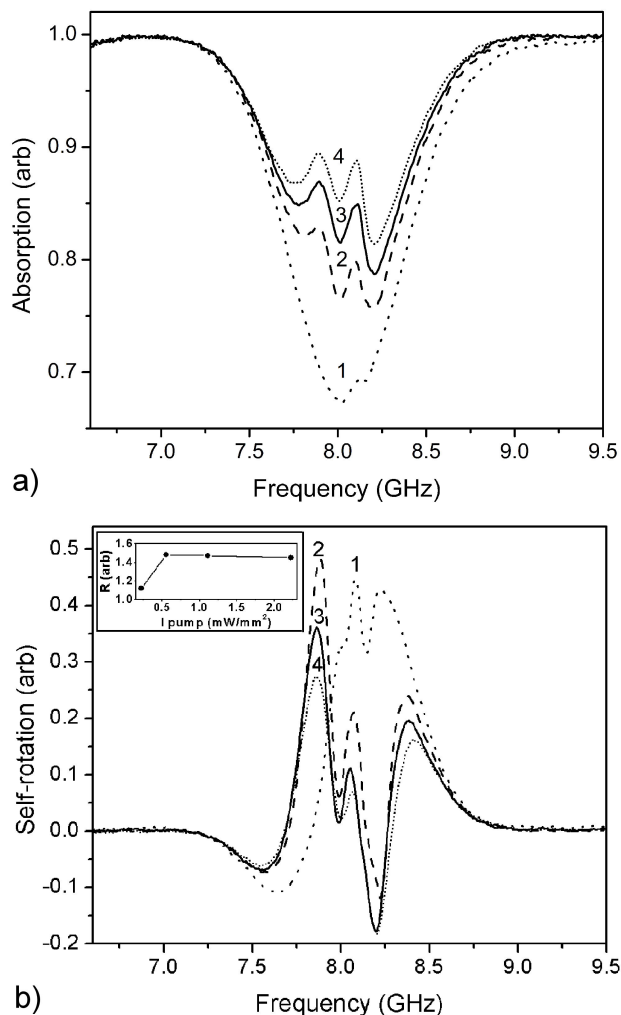 1.0
0.9
0.8
0.7
Absorption (arb)
4
3
2
1
7.0 7.5 8.0 8.5 9.0 9.5
Frequency (GHz)
a)
0.5
0.4
0.3
0.2
0.1
0.0
-0.1
-0.2
Self-rotation (arb)
1.6
1.4
1.2
1.0
R (arb)
0.5 1.0 1.5 2.0
I pump (mW/mm²)
2
1
3
4
7.0 7.5 8.0 8.5 9.0 9.5
Frequency (GHz)
b)